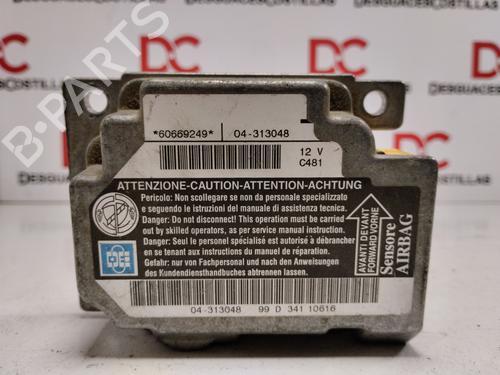 DC DC DC DC
DESGUACESCOSTILLAS
B-PARTS
*60669249* 04-313048
12 V
C481
ATTENZIONE-CAUTION-ATTENTION-ACHTUNG
Pericolo: Non scollegare se non da personale specializzato
e seguendo le istruzioni del manuale di assistenza tecnica.
Danger: Do not disconnect! This operation must be carried
out by skilled operators, as per service manual instruction.
Danger: Seul le personnel spécialisé est autorisé à débrancher
en se tenant aux instructions du manuel de réparation.
Gefahr: nur von Fachpersonal und nach den Anweisungen
des Kundendiensthandbuches abtrennen lassen.
AVANTI DEVANT
FORWARD VORNE
Sensore
AIRBAG
04-313048 99 D 341 10616